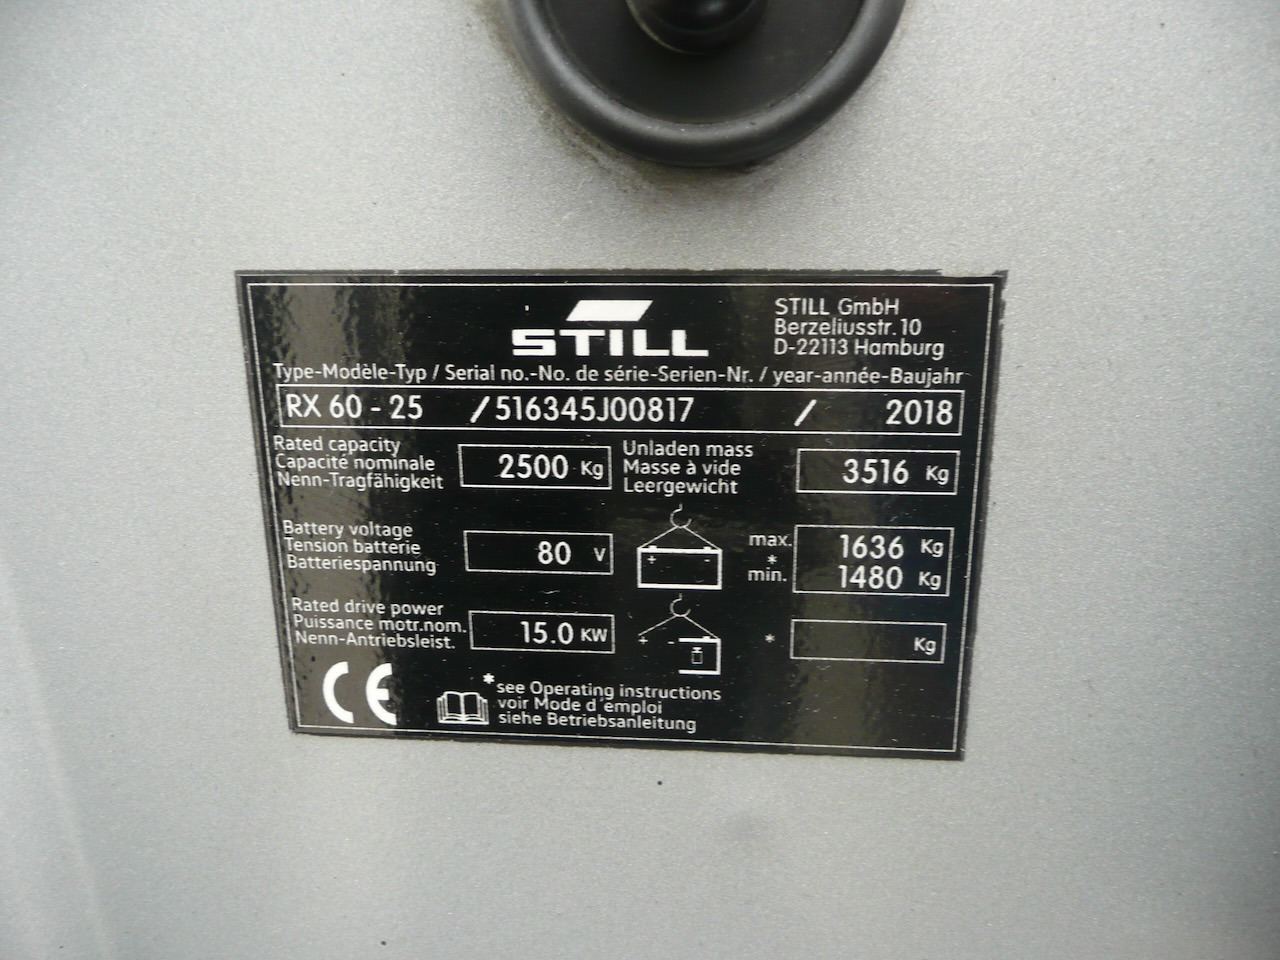 STILL
STILL GmbH
Berzeliusstr. 10
D-22113 Hamburg
Type-Modèle-Typ / Serial no.-No. de série-Serien-Nr. / year-année-Baujahr
RX 60 - 25 / 516345J00817 / 2018
Rated capacity
Capacité nominale
Nenn-Tragfähigkeit
2500 Kg
Unladen mass
Masse à vide
Leergewicht
3516 Kg
Battery voltage
Tension batterie
Batteriespannung
80 V
+ -
max. 1636 Kg
*
min. 1480 Kg
Rated drive power
Puissance motr.nom.
Nenn-Antriebsleist.
15.0 KW
+ -
* Kg
CE
*see Operating instructions
voir Mode d'emploi
siehe Betriebsanleitung